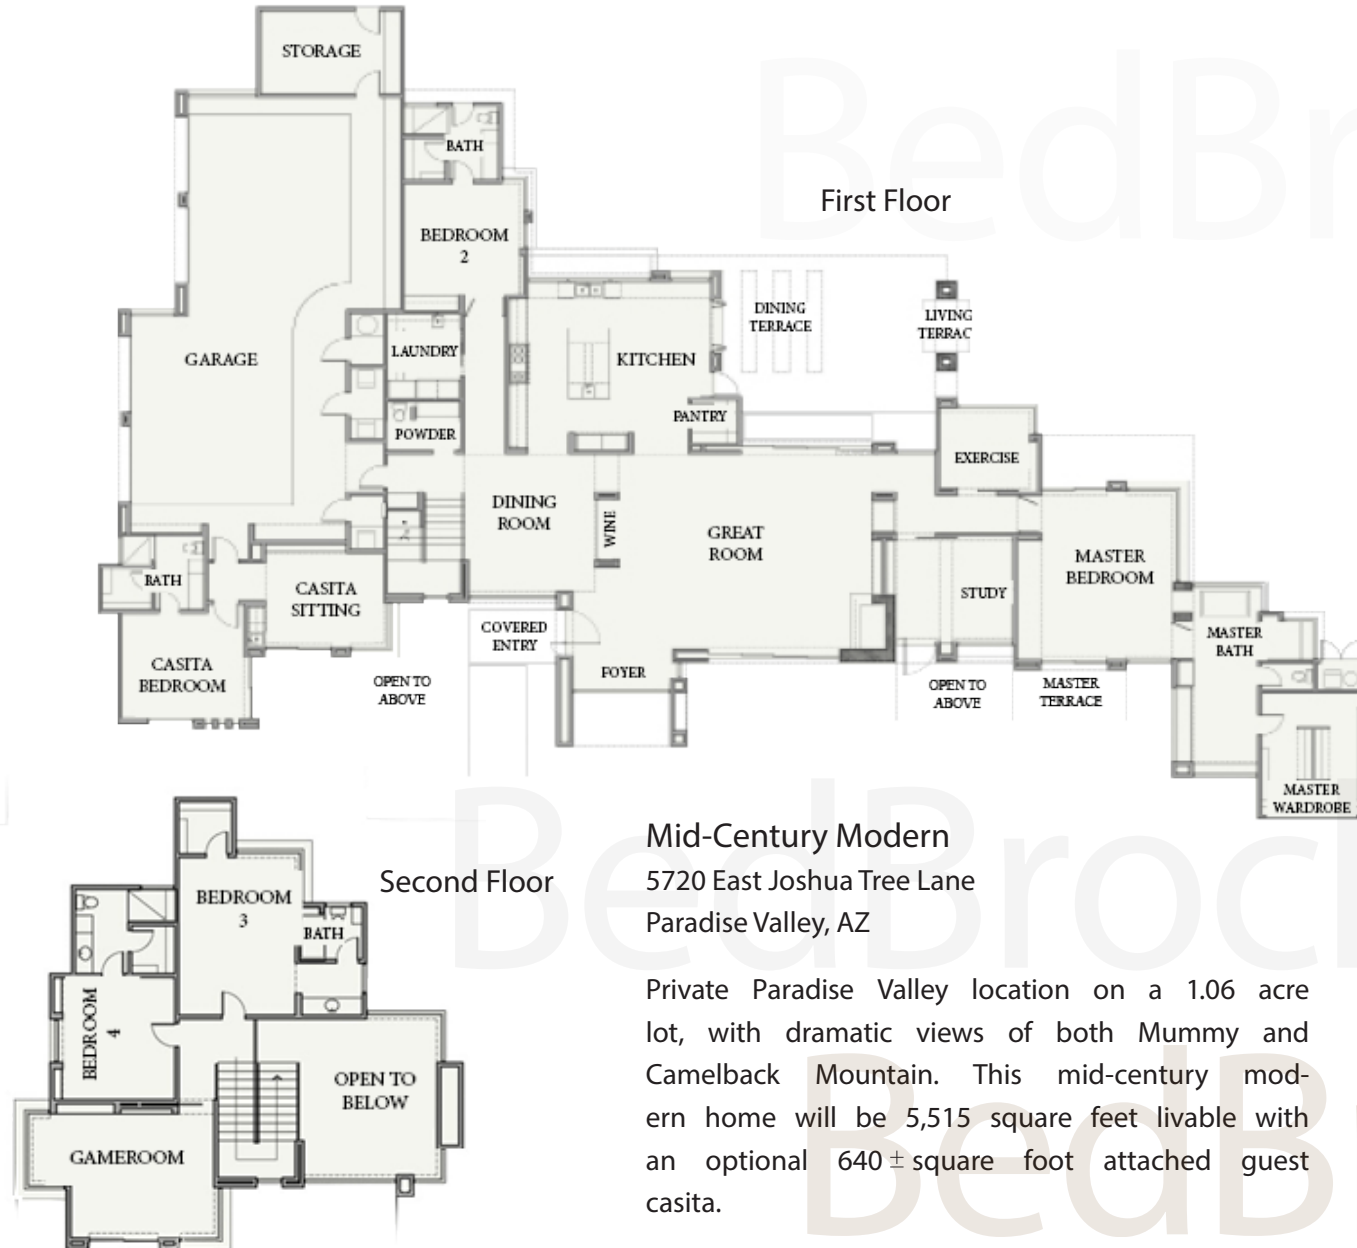 STORAGE
BATH
First Floor
BEDROOM
2
DINING
TERRACE
LIVING
TERRAC
LAUNDRY
GARAGE
KITCHEN
PANTRY
POWDER
EXERCISE
DINING
ROOM
WINE
GREAT
ROOM
MASTER
BEDROOM
BATH
CASITA
SITTING
STUDY
COVERED
ENTRY
MASTER
BATH
CASITA
BEDROOM
FOYER
OPEN TO
ABOVE
OPEN TO
ABOVE
MASTER
TERRACE
MASTER
WARDROBE
Second Floor
BEDROOM
3
BATH
BEDROOM
4
OPEN TO
BELOW
GAMEROOM
Mid-Century Modern
5720 East Joshua Tree Lane
Paradise Valley, AZ
Private Paradise Valley location on a 1.06 acre
lot, with dramatic views of both Mummy and
Camelback Mountain. This mid-century mod-
ern home will be 5,515 square feet livable with
an optional 640 ± square foot attached guest
casita.
BedBr
BedBroc
BedB